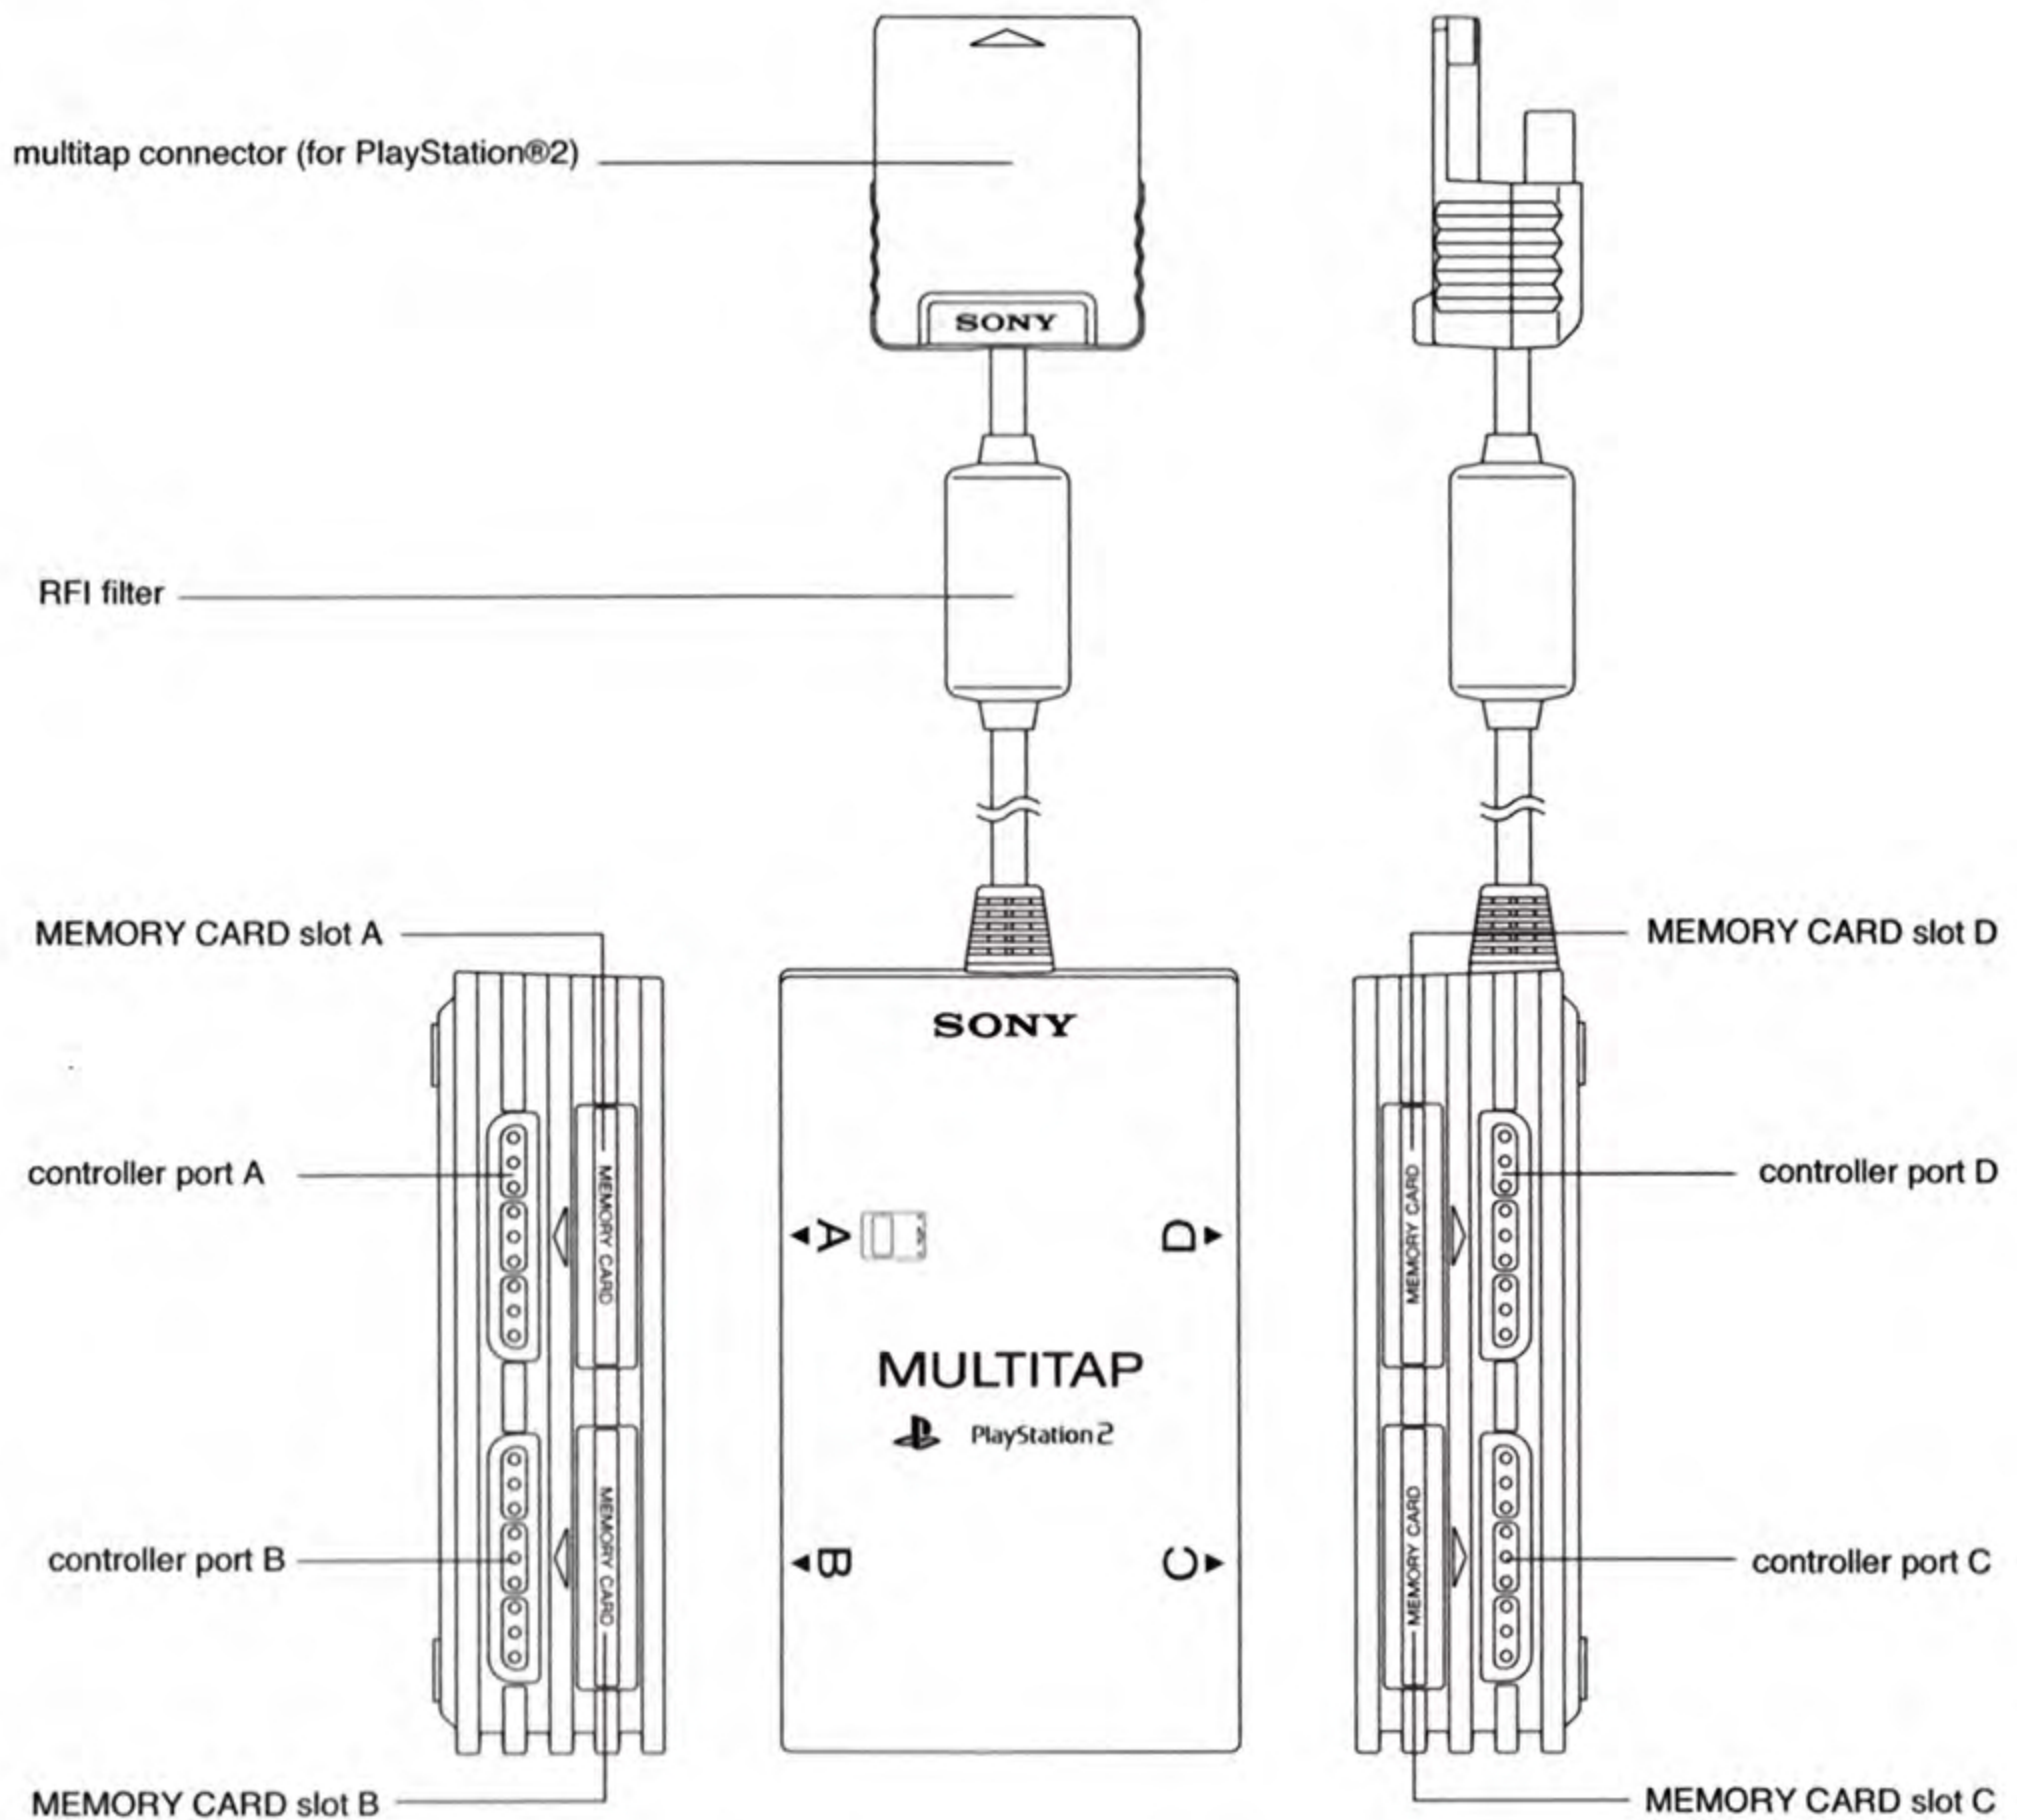 multitap connector (for PlayStation®2)
SONY
RFI filter
MEMORY CARD slot A
MEMORY CARD slot D
SONY
controller port A
controller port D
MEMORY CARD
MEMORY CARD
A
D
MULTITAP
PlayStation 2
MEMORY CARD
MEMORY CARD
controller port B
B
C
controller port C
MEMORY CARD slot B
MEMORY CARD slot C